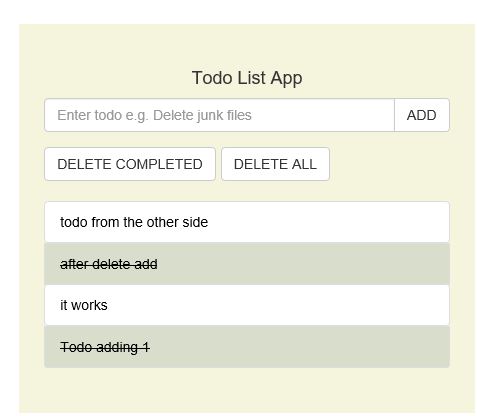 Todo List App
Enter todo e.g. Delete junk files ADD
DELETE COMPLETED DELETE ALL
todo from the other side
after delete add
it works
Todo adding 1